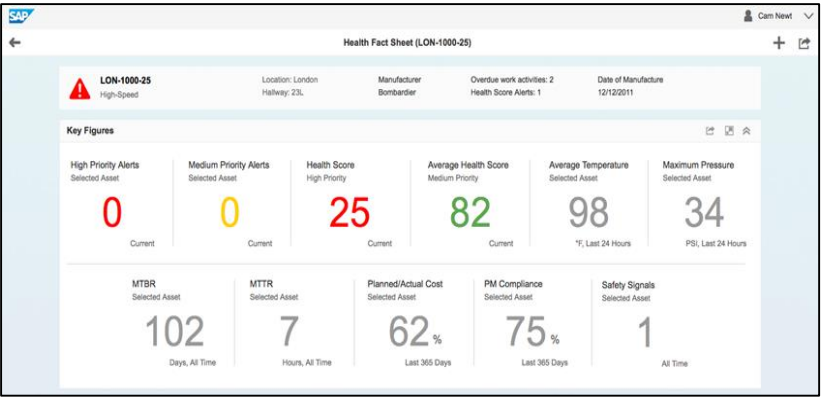 SAP
Cam Newt
Health Fact Sheet (LON-1000-25)
LON-1000-25
High-Speed
Location: London
Hallway: 23L
Manufacturer
Bombardier
Overdue work activities: 2
Health Score Alerts: 1
Date of Manufacture
12/12/2011
Key Figures
High Priority Alerts
Selected Asset
0
Current
Medium Priority Alerts
Selected Asset
0
Current
Health Score
High Priority
25
Current
Average Health Score
Medium Priority
82
Current
Average Temperature
Selected Asset
98
°F, Last 24 Hours
Maximum Pressure
Selected Asset
34
PSI, Last 24 Hours
MTBR
Selected Asset
102
Days, All Time
MTTR
Selected Asset
7
Hours, All Time
Planned/Actual Cost
Selected Asset
62 %
Last 365 Days
PM Compliance
Selected Asset
75 %
Last 365 Days
Safety Signals
Selected Asset
1
All Time